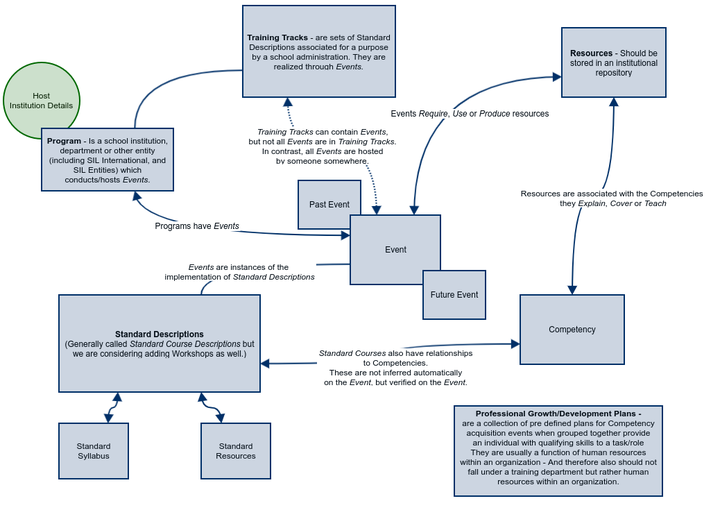 Training Tracks - are sets of Standard
Descriptions associated for a purpose
by a school administration. They are
realized through Events.
Resources - Should be
stored in an institutional
repository
Host
Institution Details
Events Require, Use or Produce resources
Training Tracks can contain Events,
but not all Events are in Training Tracks.
In contrast, all Events are hosted
by someone somewhere.
Program - Is a school institution,
department or other entity
(including SIL International, and
SIL Entities) which
conducts/hosts Events.
Resources are associated with the Competencies
they Explain, Cover or Teach
Past Event
Programs have Events
Event
Events are instances of the
implementation of Standard Descriptions
Future Event
Standard Descriptions
(Generally called Standard Course Descriptions but
we are considering adding Workshops as well.)
Competency
Standard Courses also have relationships
to Competencies.
These are not inferred automatically
on the Event, but verified on the Event.
Standard
Syllabus
Standard
Resources
Professional Growth/Development Plans -
are a collection of pre defined plans for Competency
acquisition events when grouped together provide
an individual with qualifying skills to a task/role
They are usually a function of human resources
within an organization - And therefore also should not
fall under a training department but rather human
resources within an organization.